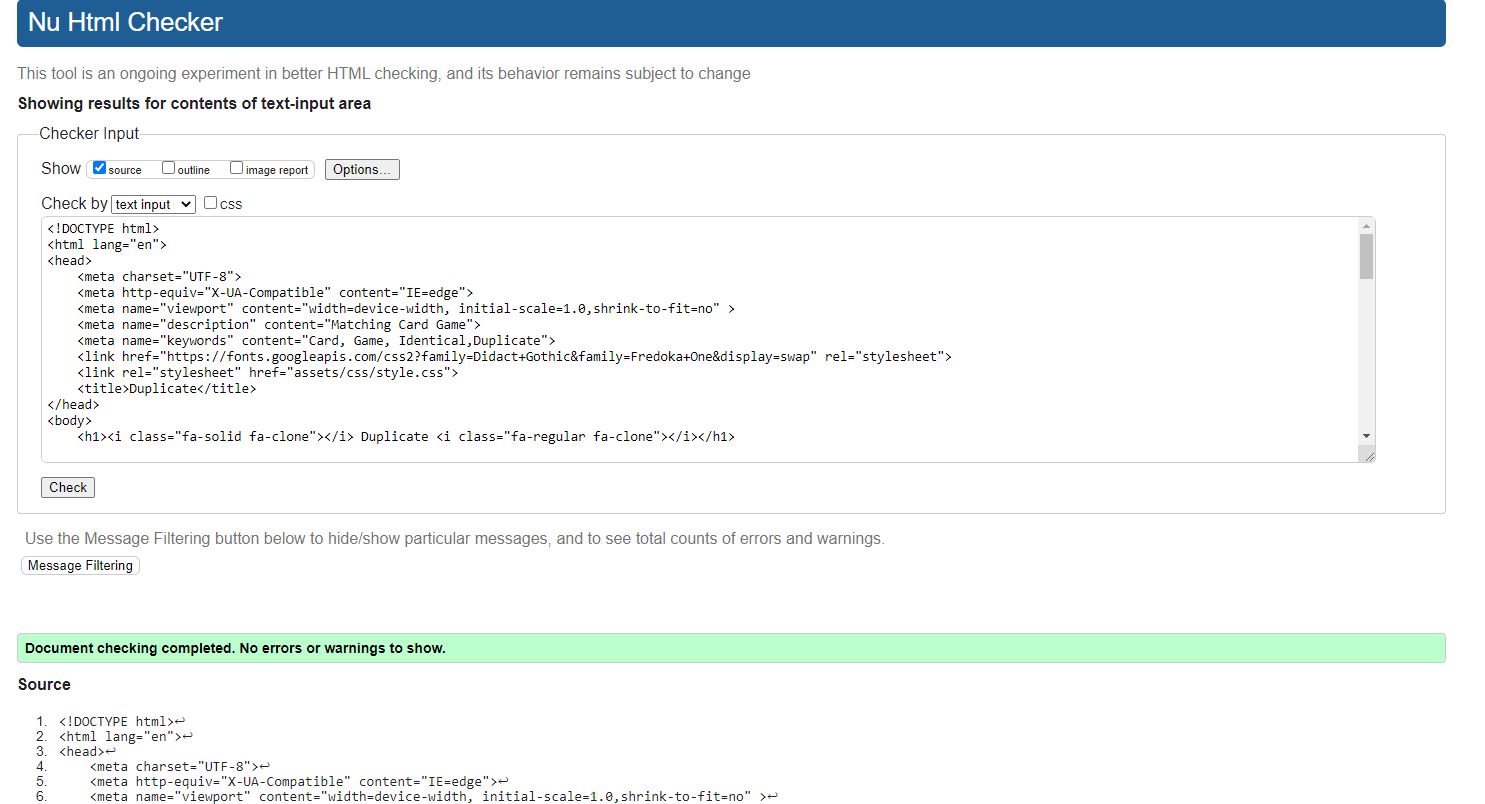 Nu Html Checker
This tool is an ongoing experiment in better HTML checking, and its behavior remains subject to change
Showing results for contents of text-input area
Checker Input
Show source outline image report Options...
Check by text input css
<!DOCTYPE html>
<html lang="en">
<head>
    <meta charset="UTF-8">
    <meta http-equiv="X-UA-Compatible" content="IE=edge">
    <meta name="viewport" content="width=device-width, initial-scale=1.0,shrink-to-fit=no" >
    <meta name="description" content="Matching Card Game">
    <meta name="keywords" content="Card, Game, Identical,Duplicate">
    <link href="https://fonts.googleapis.com/css2?family=Didact+Gothic&family=Fredoka+One&display=swap" rel="stylesheet">
    <link rel="stylesheet" href="assets/css/style.css">
    <title>Duplicate</title>
</head>
<body>
    <h1><i class="fa-solid fa-clone"></i> Duplicate <i class="fa-regular fa-clone"></i></h1>
Check
Use the Message Filtering button below to hide/show particular messages, and to see total counts of errors and warnings.
Message Filtering
Document checking completed. No errors or warnings to show.
Source
1. <!DOCTYPE html>↩
2. <html lang="en">↩
3. <head>↩
4.     <meta charset="UTF-8">↩
5.     <meta http-equiv="X-UA-Compatible" content="IE=edge">↩
6.     <meta name="viewport" content="width=device-width, initial-scale=1.0,shrink-to-fit=no" >↩